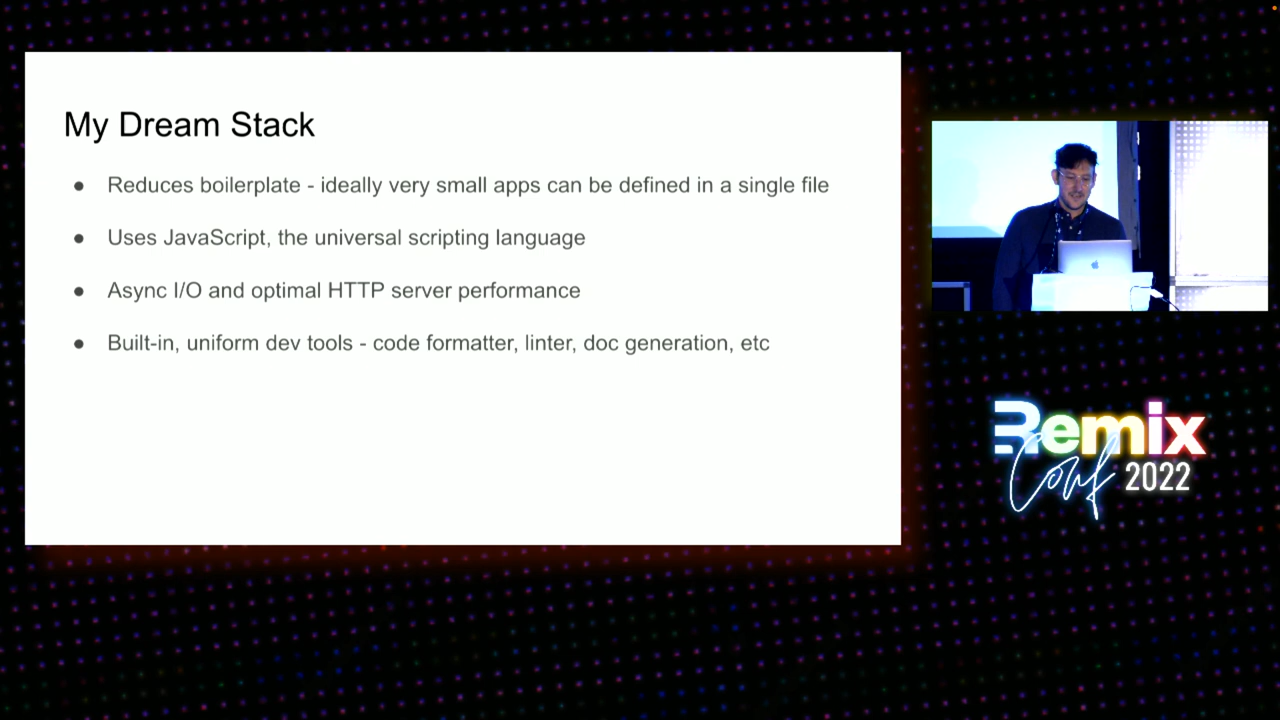 My Dream Stack
● Reduces boilerplate - ideally very small apps can be defined in a single file
● Uses JavaScript, the universal scripting language
● Async I/O and optimal HTTP server performance
● Built-in, uniform dev tools - code formatter, linter, doc generation, etc
Remix
Conf 2022